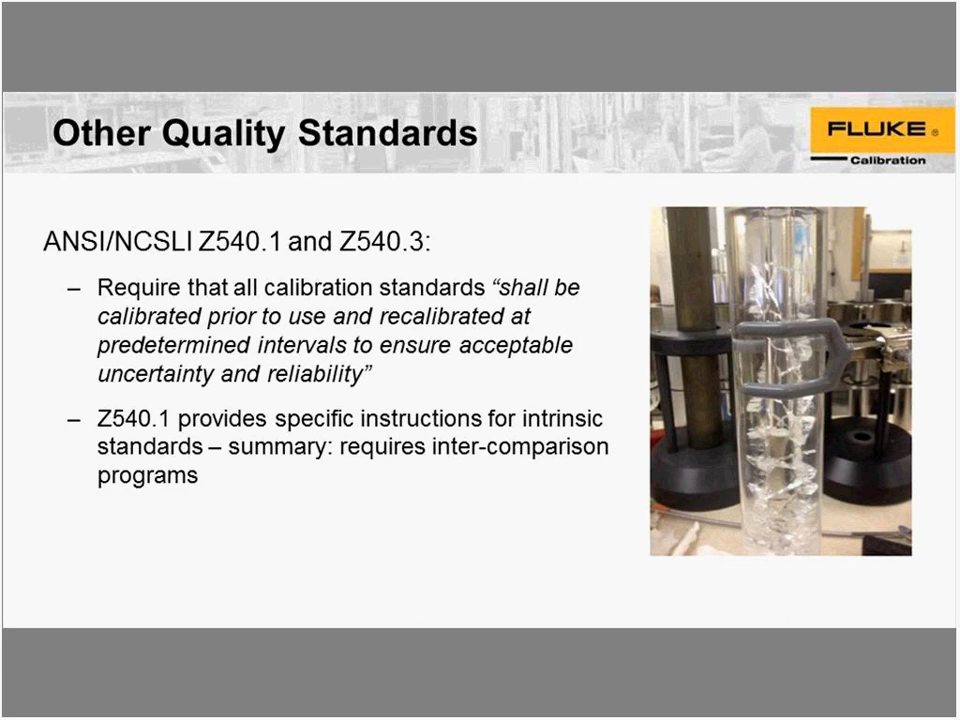 Other Quality Standards
FLUKE ®
Calibration
ANSI/NCSLI Z540.1 and Z540.3:
– Require that all calibration standards “shall be
calibrated prior to use and recalibrated at
predetermined intervals to ensure acceptable
uncertainty and reliability”
– Z540.1 provides specific instructions for intrinsic
standards – summary: requires inter-comparison
programs